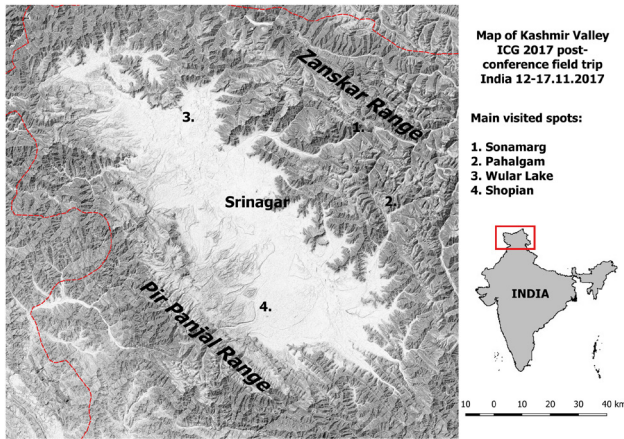 Map of Kashmir Valley
ICG 2017 post-
conference field trip
India 12-17.11.2017
Main visited spots:
1. Sonamarg
2. Pahalgam
3. Wular Lake
4. Shopian
Zanskar Range
3.
1.
Srinagar
2.
4.
Pir Panjal Range
INDIA
10 0 10 20 30 40 km